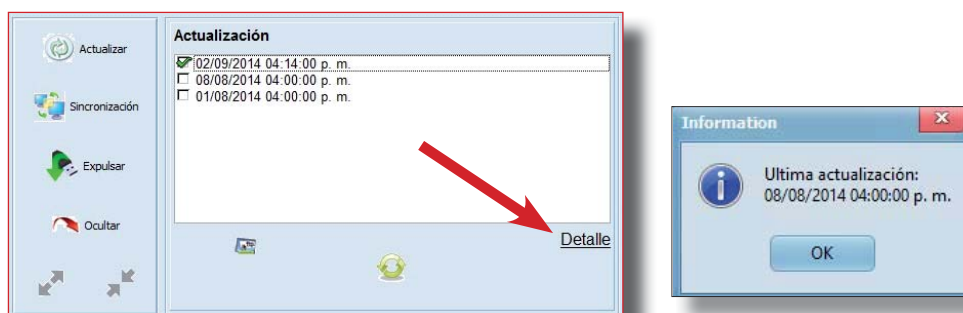 Actualizar
Sincronización
Expulsar
Ocultar
Actualización
02/09/2014 04:14:00 p. m.
08/08/2014 04:00:00 p. m.
01/08/2014 04:00:00 p. m.
Detalle
Information
Ultima actualización:
08/08/2014 04:00:00 p. m.
OK